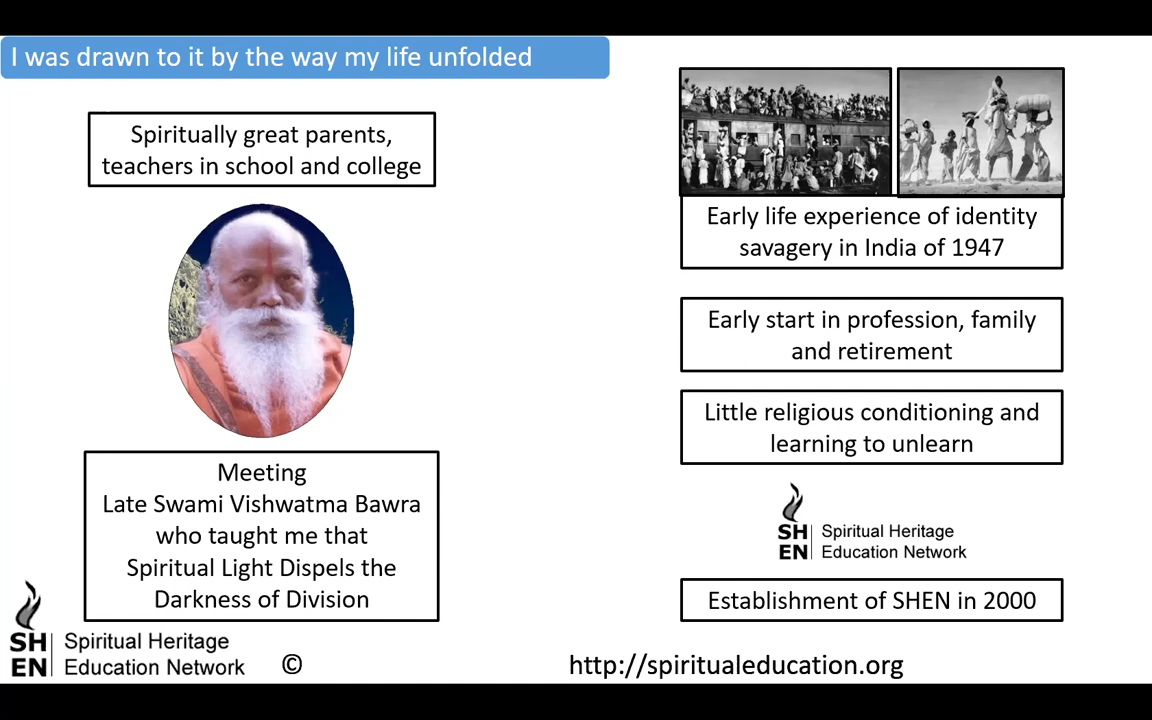 I was drawn to it by the way my life unfolded
Spiritually great parents,
teachers in school and college
Meeting
Late Swami Vishwatma Bawra
who taught me that
Spiritual Light Dispels the
Darkness of Division
Early life experience of identity
savagery in India of 1947
Early start in profession, family
and retirement
Little religious conditioning and
learning to unlearn
SH Spiritual Heritage
EN Education Network
Establishment of SHEN in 2000
SH Spiritual Heritage
EN Education Network ©
http://spiritualeducation.org